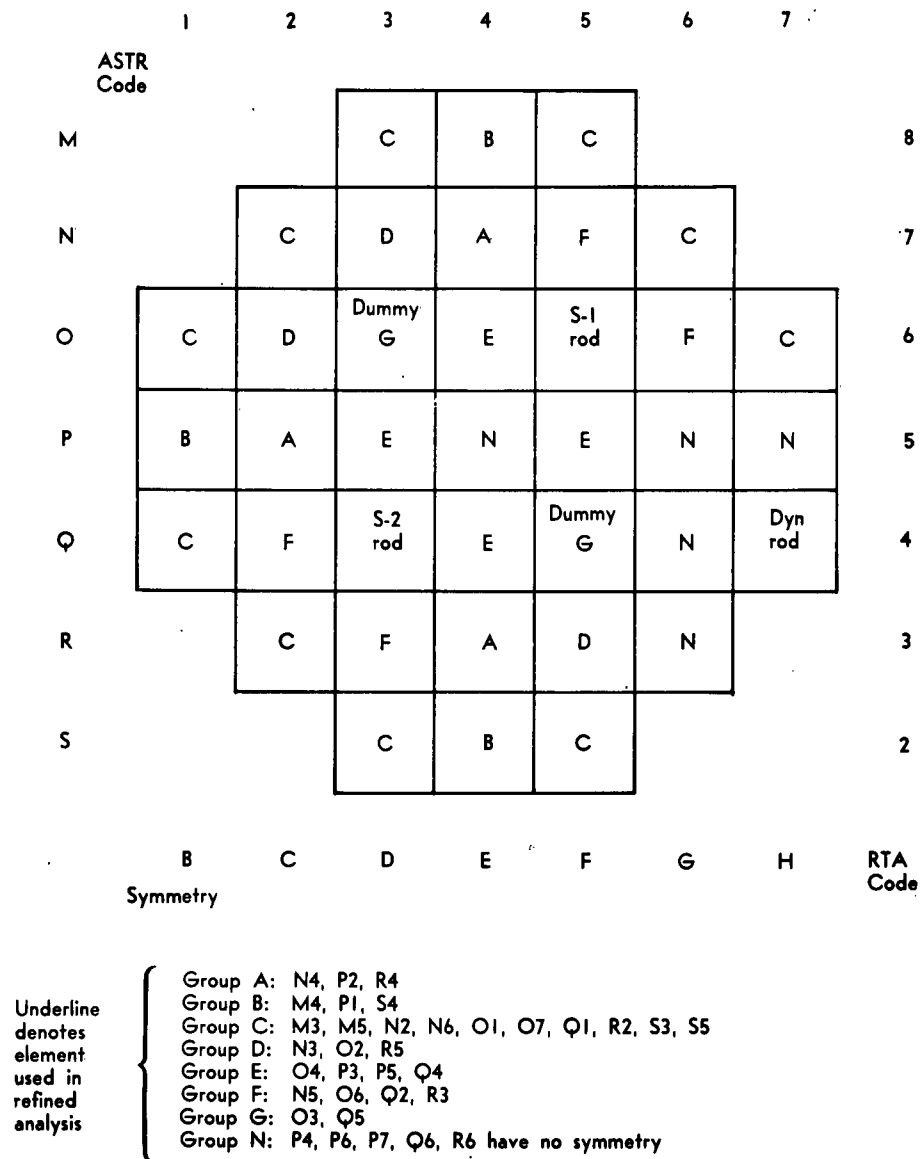 1 2 3 4 5 6 7
ASTR
Code
M C B C 8
N C D A F C 7
O C D Dummy G E S-1 rod F C 6
P B A E N E N N 5
Q C F S-2 rod E Dummy G N Dyn rod 4
R C F A D N 3
S C B C 2
B C D E F G H RTA
Code
Symmetry
Underline
denotes
element
used in
refined
analysis
Group A: N4, P2, R4
Group B: M4, P1, S4
Group C: M3, M5, N2, N6, O1, O7, Q1, R2, S3, S5
Group D: N3, O2, R5
Group E: O4, P3, P5, Q4
Group F: N5, O6, Q2, R3
Group G: O3, Q5
Group N: P4, P6, P7, Q6, R6 have no symmetry